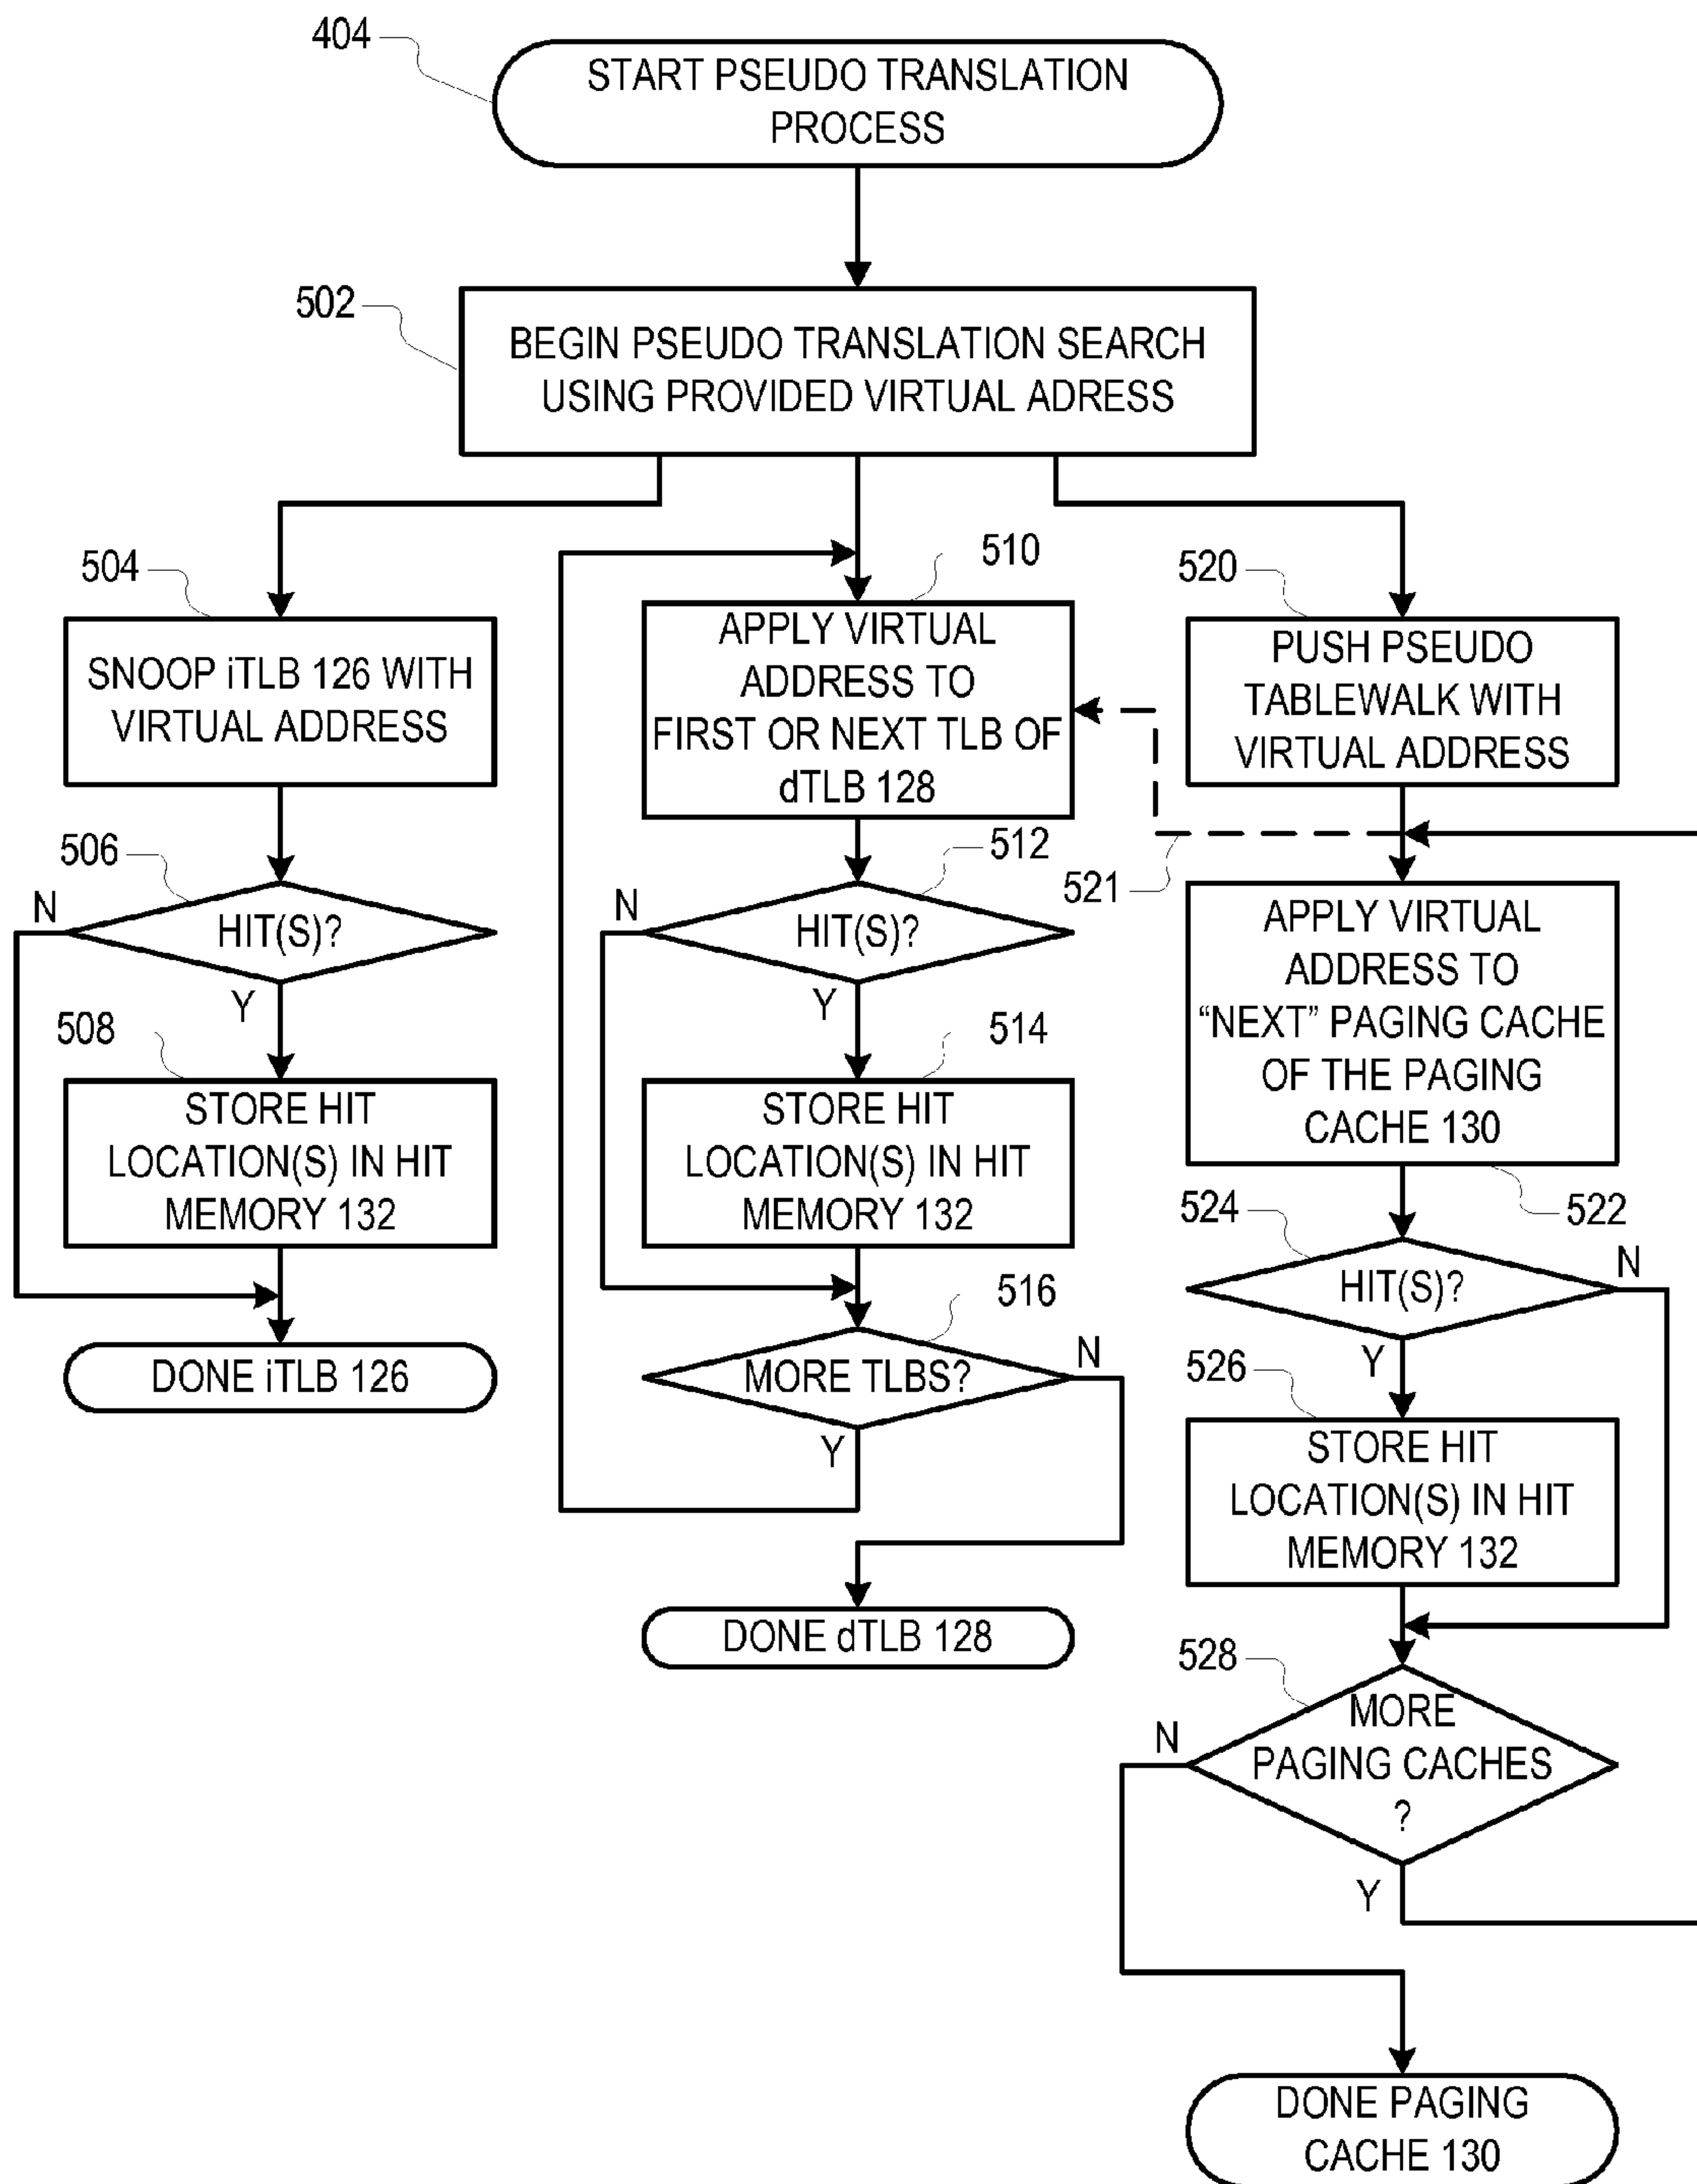 404
START PSEUDO TRANSLATION
PROCESS
502
BEGIN PSEUDO TRANSLATION SEARCH
USING PROVIDED VIRTUAL ADRESS
504
SNOOP iTLB 126 WITH
VIRTUAL ADDRESS
506
N
HIT(S)?
Y
508
STORE HIT
LOCATION(S) IN HIT
MEMORY 132
DONE iTLB 126
510
APPLY VIRTUAL
ADDRESS TO
FIRST OR NEXT TLB OF
dTLB 128
512
N
HIT(S)?
Y
514
STORE HIT
LOCATION(S) IN HIT
MEMORY 132
516
MORE TLBS?
N
Y
DONE dTLB 128
520
PUSH PSEUDO
TABLEWALK WITH
VIRTUAL ADDRESS
521
APPLY VIRTUAL
ADDRESS TO
“NEXT” PAGING CACHE
OF THE PAGING
CACHE 130
522
524
N
HIT(S)?
Y
526
STORE HIT
LOCATION(S) IN HIT
MEMORY 132
528
N
MORE
PAGING CACHES
?
Y
DONE PAGING
CACHE 130